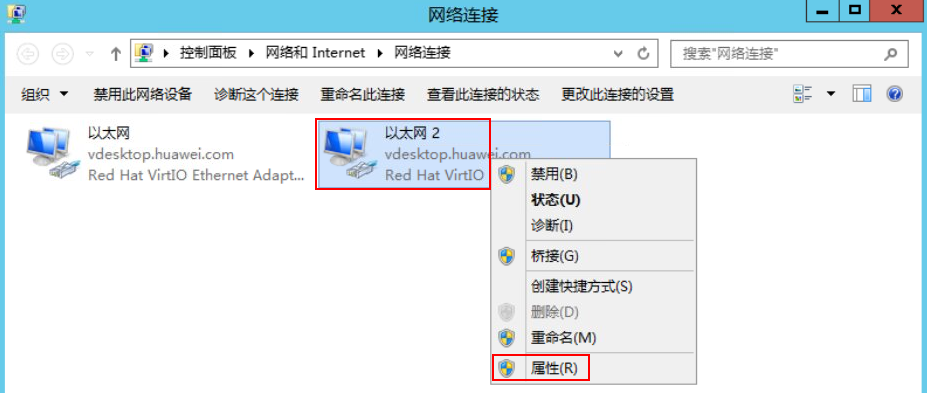 网络连接
控制面板 网络和 Internet 网络连接
搜索"网络连接"
组织 禁用此网络设备 诊断这个连接 重命名此连接 查看此连接的状态 更改此连接的设置
以太网
vdesktop.huawei.com
Red Hat VirtIO Ethernet Adapt...
以太网 2
vdesktop.huawei.com
Red Hat VirtIO
禁用(B)
状态(U)
诊断(I)
桥接(G)
创建快捷方式(S)
删除(D)
重命名(M)
属性(R)